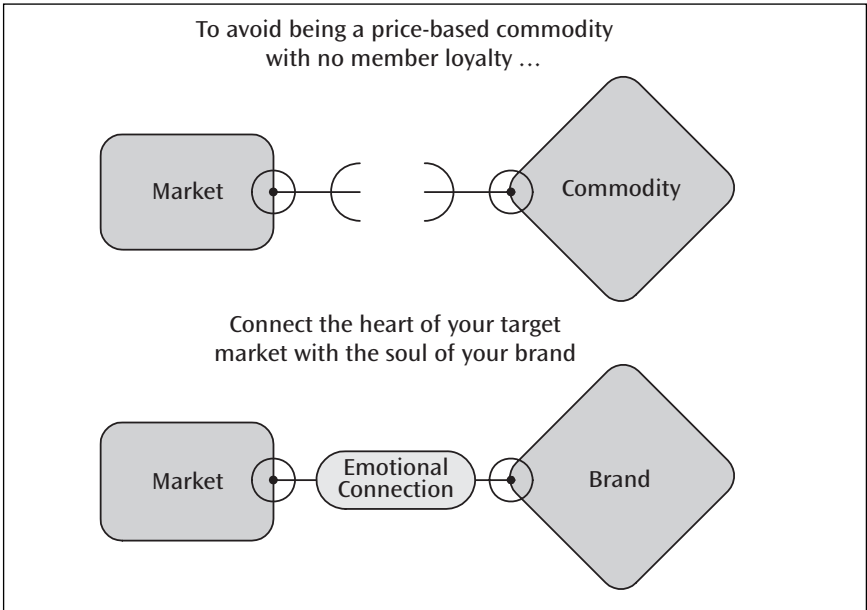 To avoid being a price-based commodity
with no member loyalty …
Market
Commodity
Connect the heart of your target
market with the soul of your brand
Market
Emotional
Connection
Brand